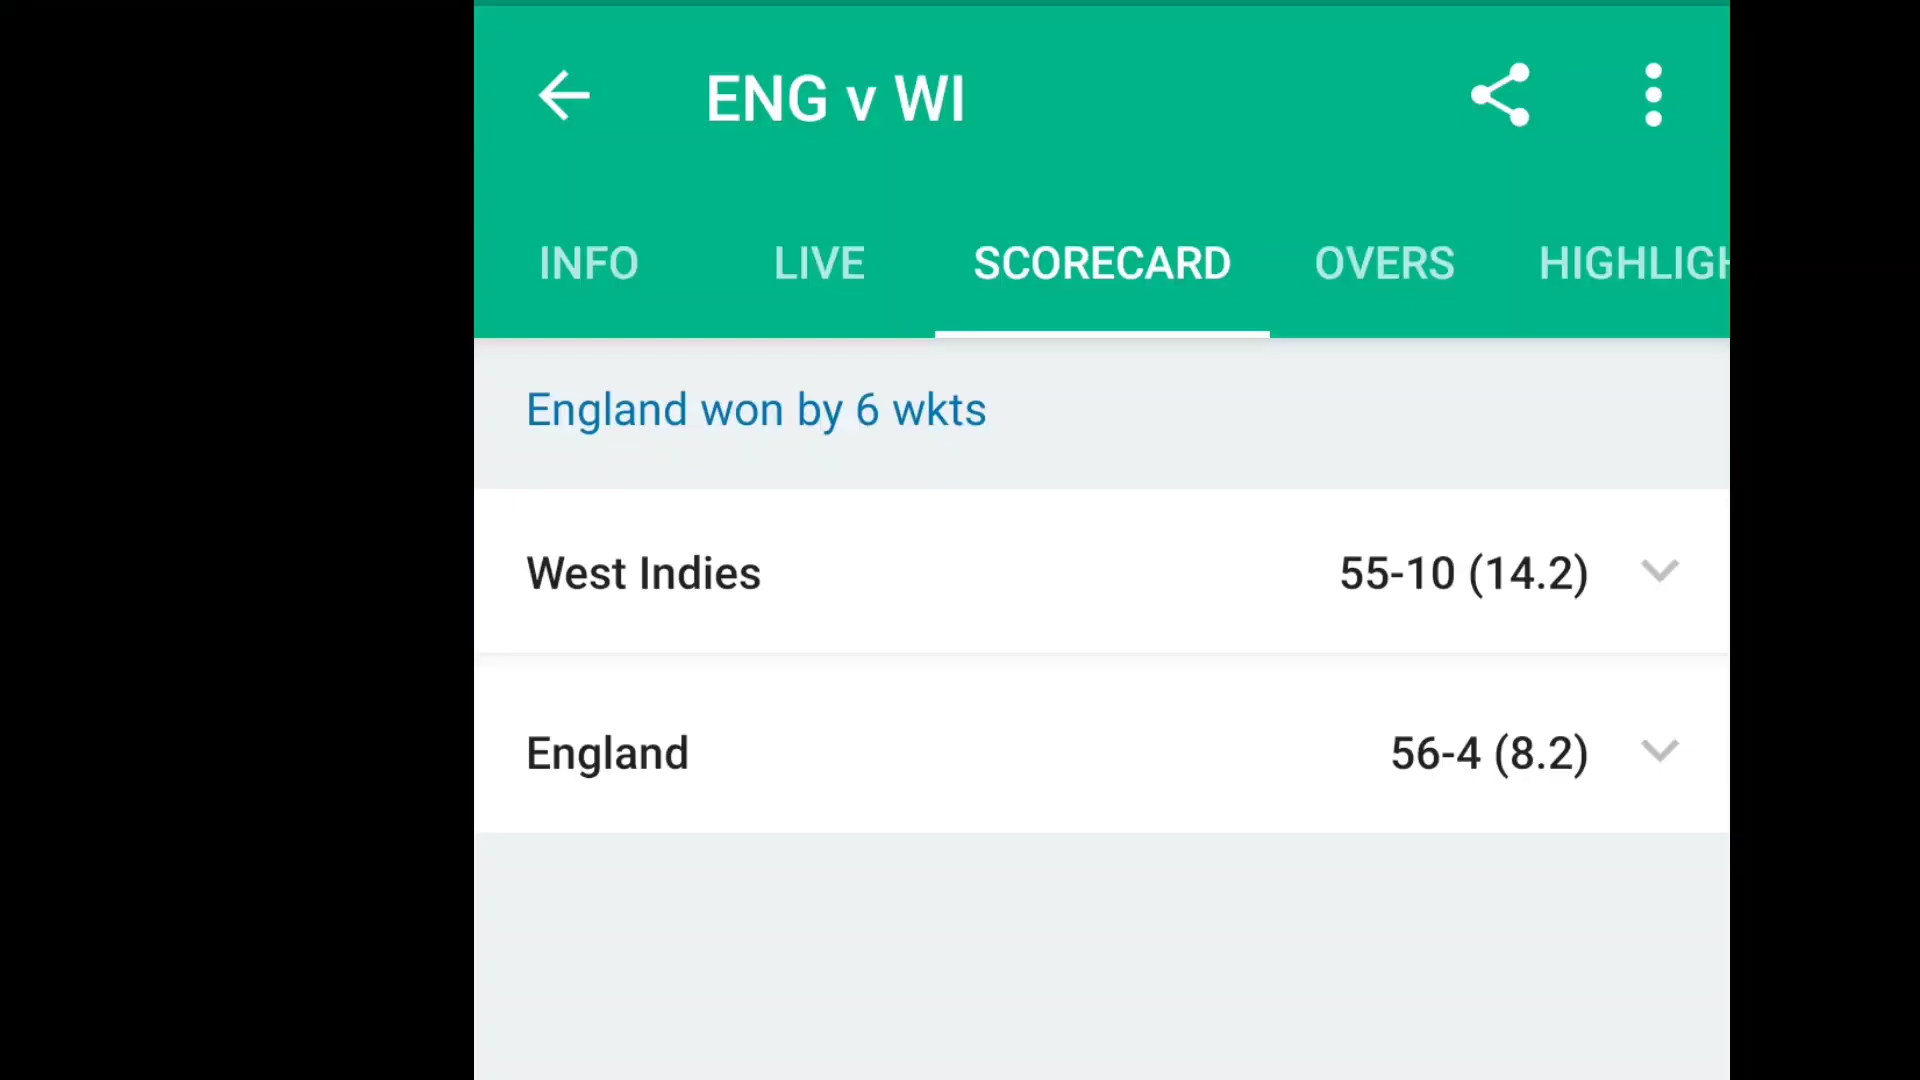 ENG v WI
INFO LIVE SCORECARD OVERS HIGHLIGH
England won by 6 wkts
West Indies 55-10 (14.2)
England 56-4 (8.2)